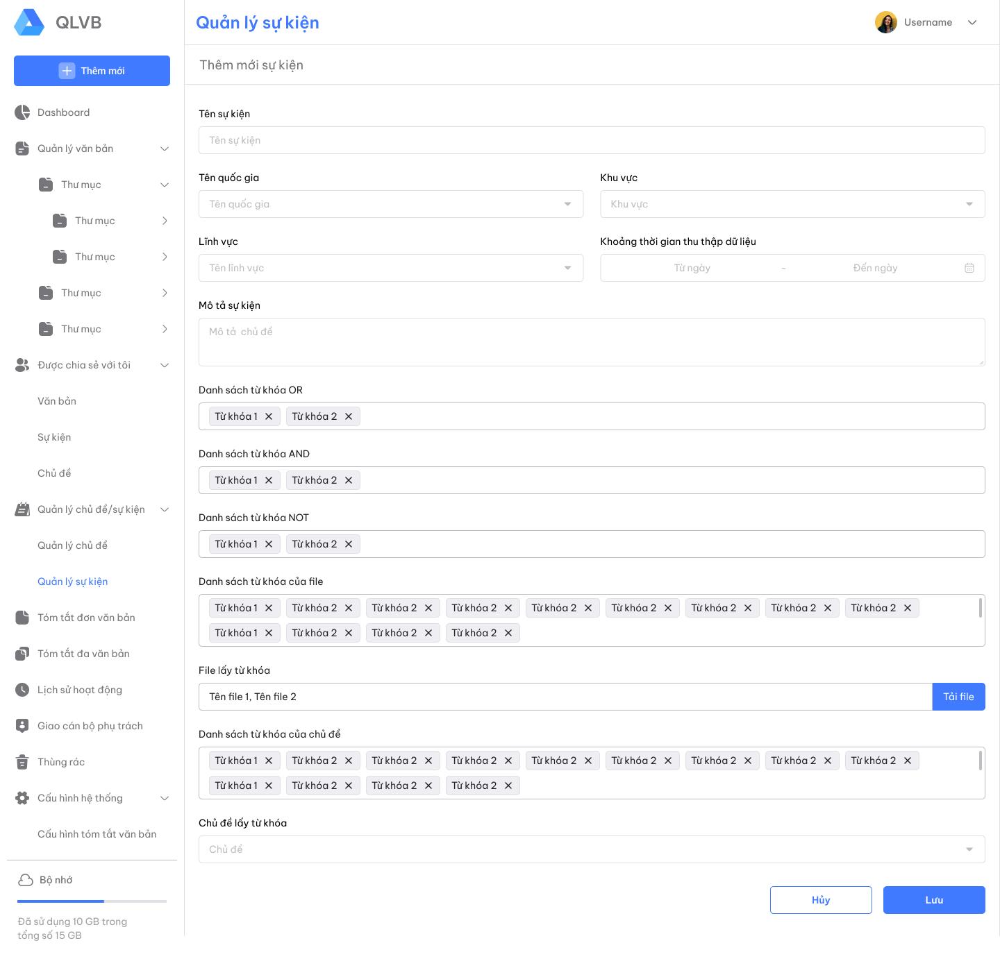 QLVB
Thêm mới
Dashboard
Quản lý văn bản
Thư mục
Thư mục
Thư mục
Thư mục
Thư mục
Được chia sẻ với tôi
Văn bản
Sự kiện
Chủ đề
Quản lý chủ đề/sự kiện
Quản lý chủ đề
Quản lý sự kiện
Tóm tắt đơn văn bản
Tóm tắt đa văn bản
Lịch sử hoạt động
Giao cán bộ phụ trách
Thùng rác
Cấu hình hệ thống
Cấu hình tóm tắt văn bản
Bộ nhớ
Đã sử dụng 10 GB trong
tổng số 15 GB
Quản lý sự kiện
Username
Thêm mới sự kiện
Tên sự kiện
Tên sự kiện
Tên quốc gia
Khu vực
Tên quốc gia
Khu vực
Lĩnh vực
Khoảng thời gian thu thập dữ liệu
Tên lĩnh vực
Từ ngày - Đến ngày
Mô tả sự kiện
Mô tả chủ đề
Danh sách từ khóa OR
Từ khóa 1 Từ khóa 2
Danh sách từ khóa AND
Từ khóa 1 Từ khóa 2
Danh sách từ khóa NOT
Từ khóa 1 Từ khóa 2
Danh sách từ khóa của file
Từ khóa 1 Từ khóa 2 Từ khóa 2 Từ khóa 2 Từ khóa 2 Từ khóa 2 Từ khóa 2 Từ khóa 2 Từ khóa 2
Từ khóa 1 Từ khóa 2 Từ khóa 2 Từ khóa 2
File lấy từ khóa
Tên file 1, Tên file 2
Tải file
Danh sách từ khóa của chủ đề
Từ khóa 1 Từ khóa 2 Từ khóa 2 Từ khóa 2 Từ khóa 2 Từ khóa 2 Từ khóa 2 Từ khóa 2 Từ khóa 2
Từ khóa 1 Từ khóa 2 Từ khóa 2 Từ khóa 2
Chủ đề lấy từ khóa
Chủ đề
Hủy
Lưu